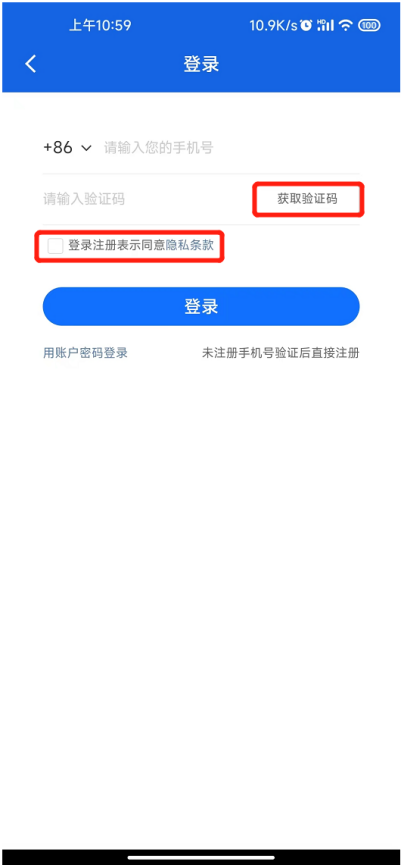 上午10:59 10.9K/s HD 100
登录
+86 请输入您的手机号
请输入验证码 获取验证码
登录注册表示同意隐私条款
登录
用账户密码登录 未注册手机号验证后直接注册